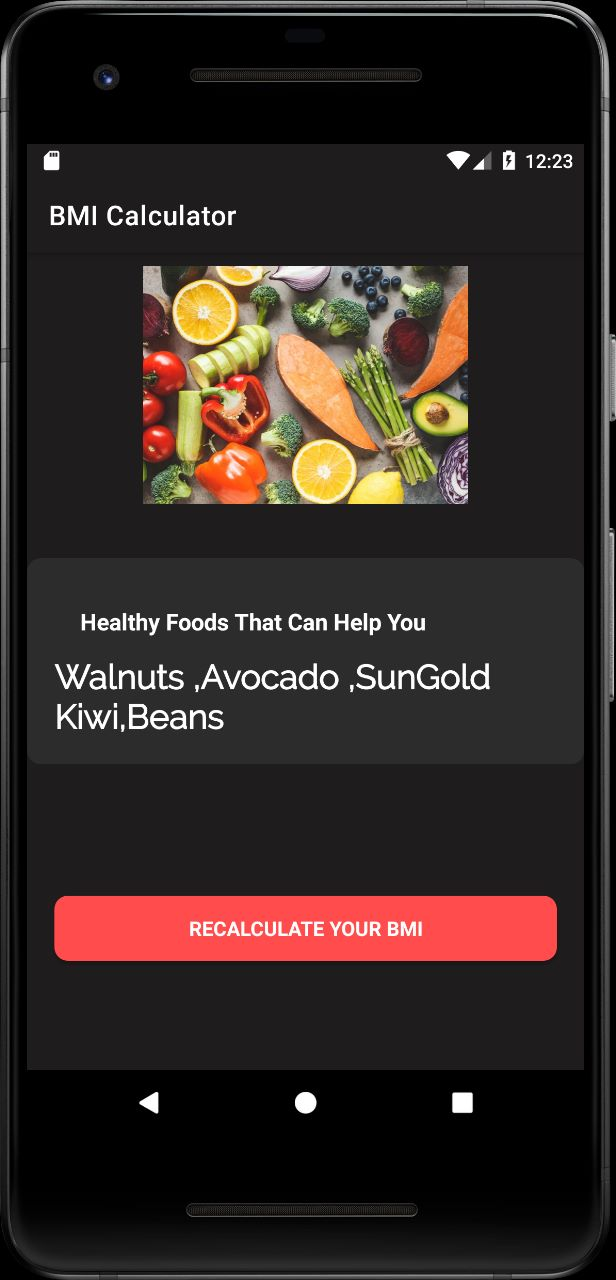 12:23
BMI Calculator
Healthy Foods That Can Help You
Walnuts ,Avocado ,SunGold
Kiwi,Beans
RECALCULATE YOUR BMI